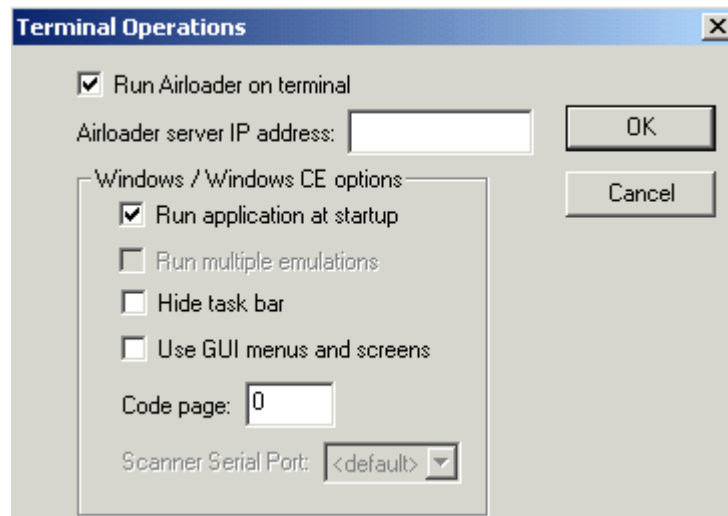 Terminal Operations
Run Airloader on terminal
Airloader server IP address:
OK
Windows / Windows CE options
Cancel
Run application at startup
Run multiple emulations
Hide task bar
Use GUI menus and screens
Code page: 0
Scanner Serial Port: <default>